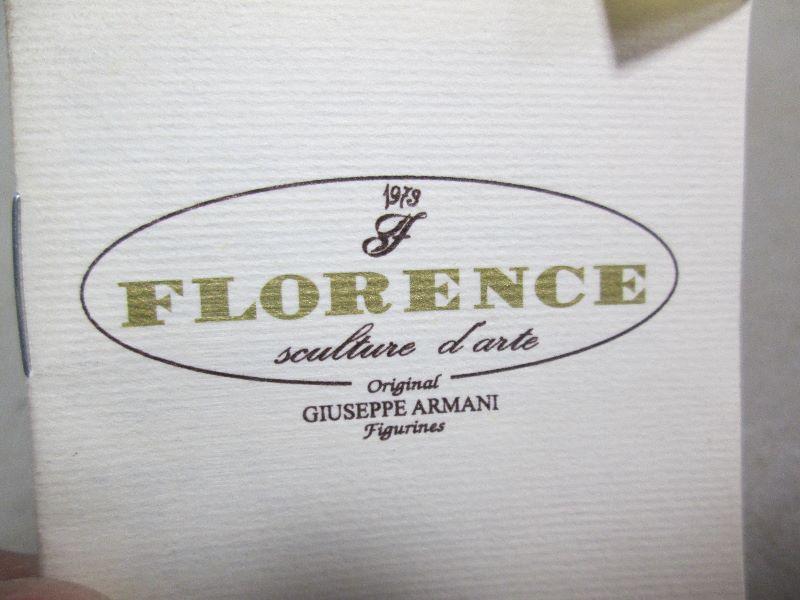 1973
F
FLORENCE
sculture d'arte
Original
GIUSEPPE ARMANI
Figurines